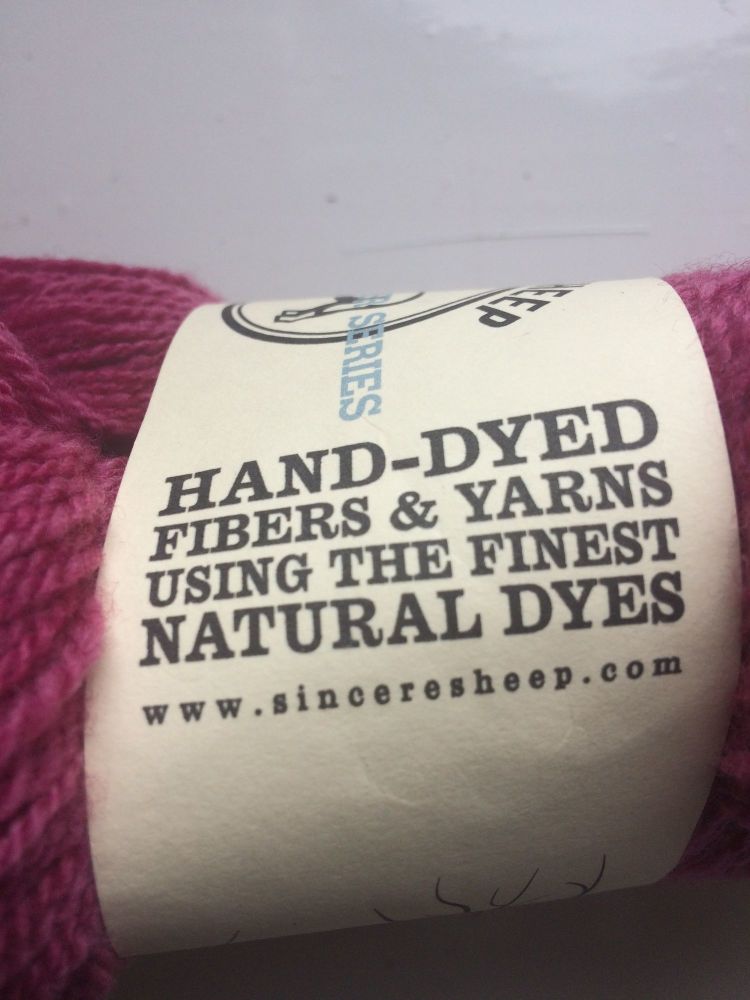 SERIES
HAND-DYED
FIBERS & YARNS
USING THE FINEST
NATURAL DYES
www.sinceresheep.com